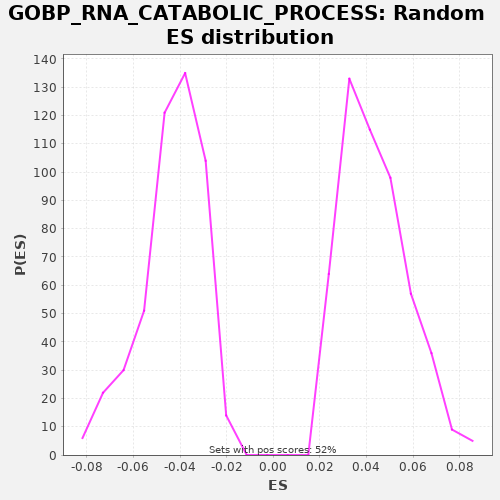 GOBP_RNA_CATABOLIC_PROCESS: Random
ES distribution
140
130
120
110
100
90
80
70
60
50
40
30
20
10
0
P(ES)
Sets with pos scores: 52%
-0.08 -0.06 -0.04 -0.02 0.00 0.02 0.04 0.06 0.08
ES